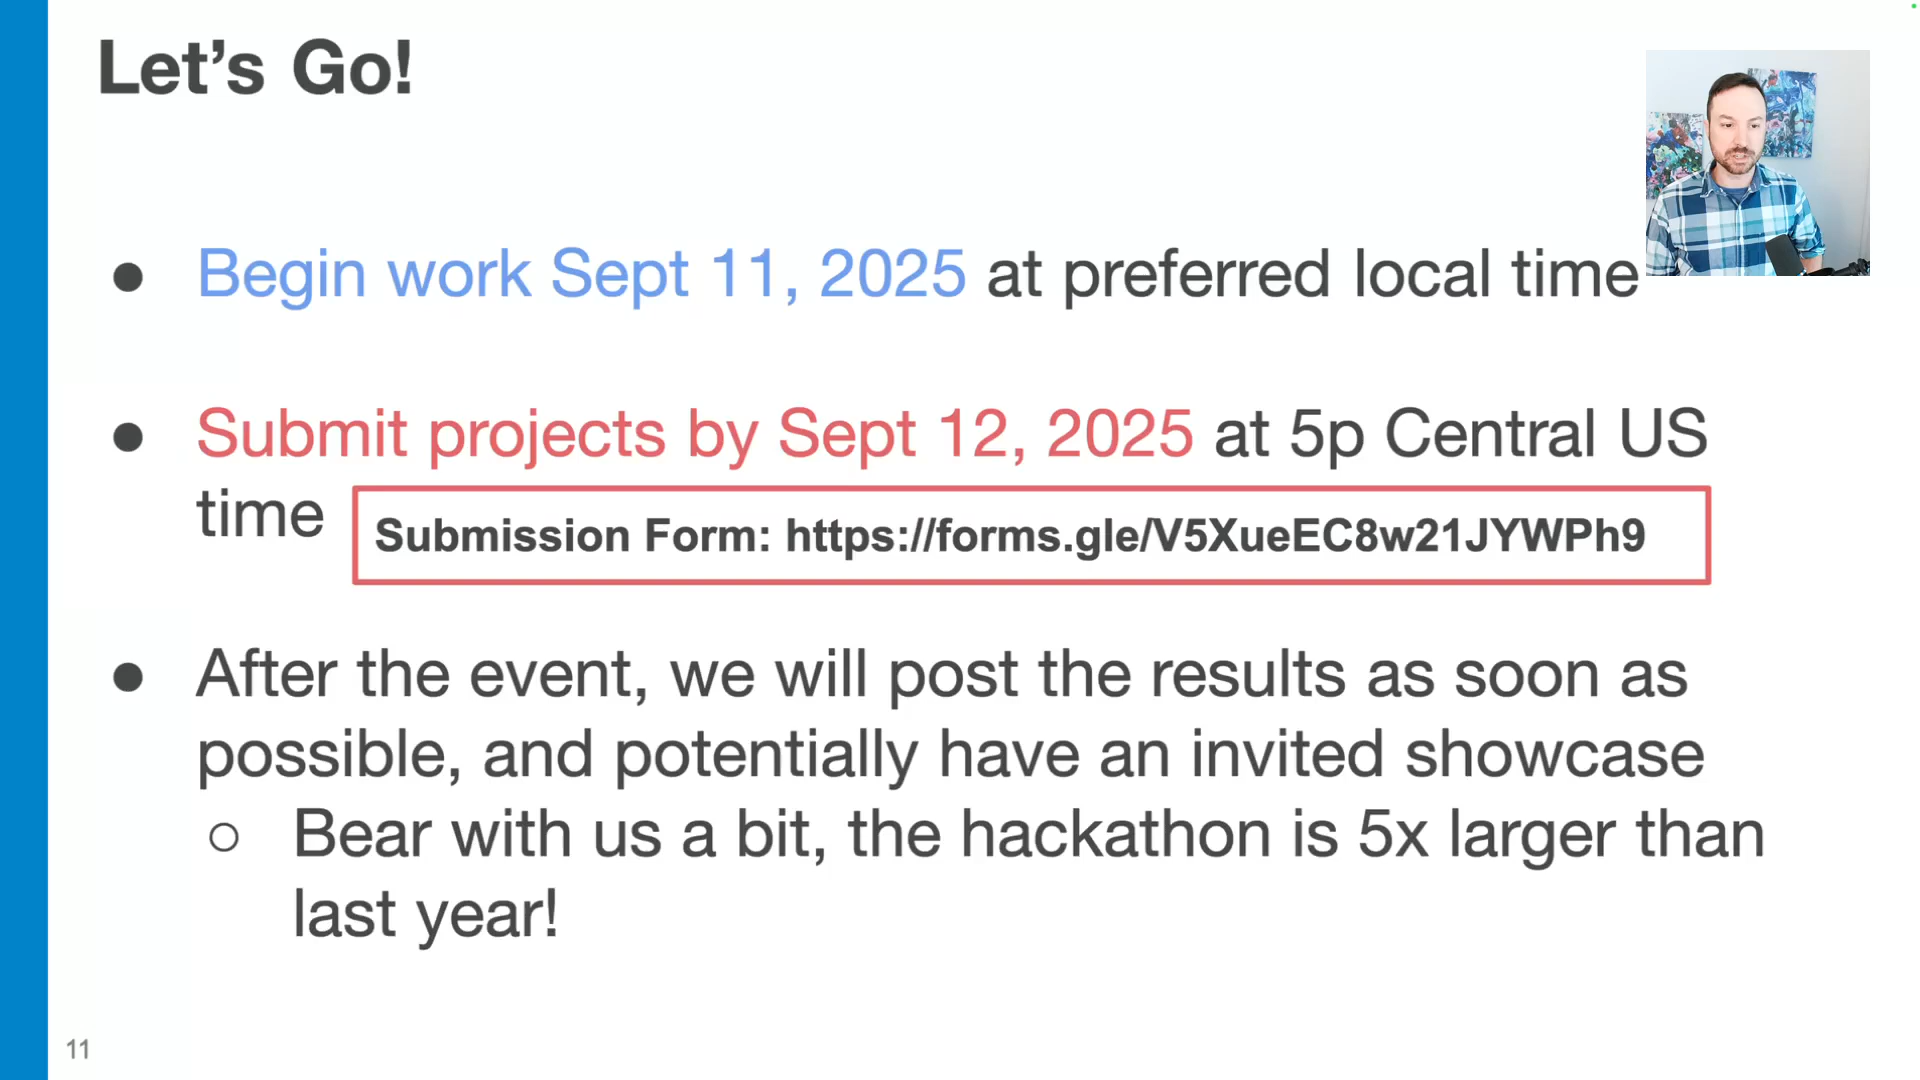 Let's Go!
● Begin work Sept 11, 2025 at preferred local time
● Submit projects by Sept 12, 2025 at 5p Central US
time
Submission Form: https://forms.gle/V5XueEC8w21JYWPh9
● After the event, we will post the results as soon as
possible, and potentially have an invited showcase
○ Bear with us a bit, the hackathon is 5x larger than
last year!
11